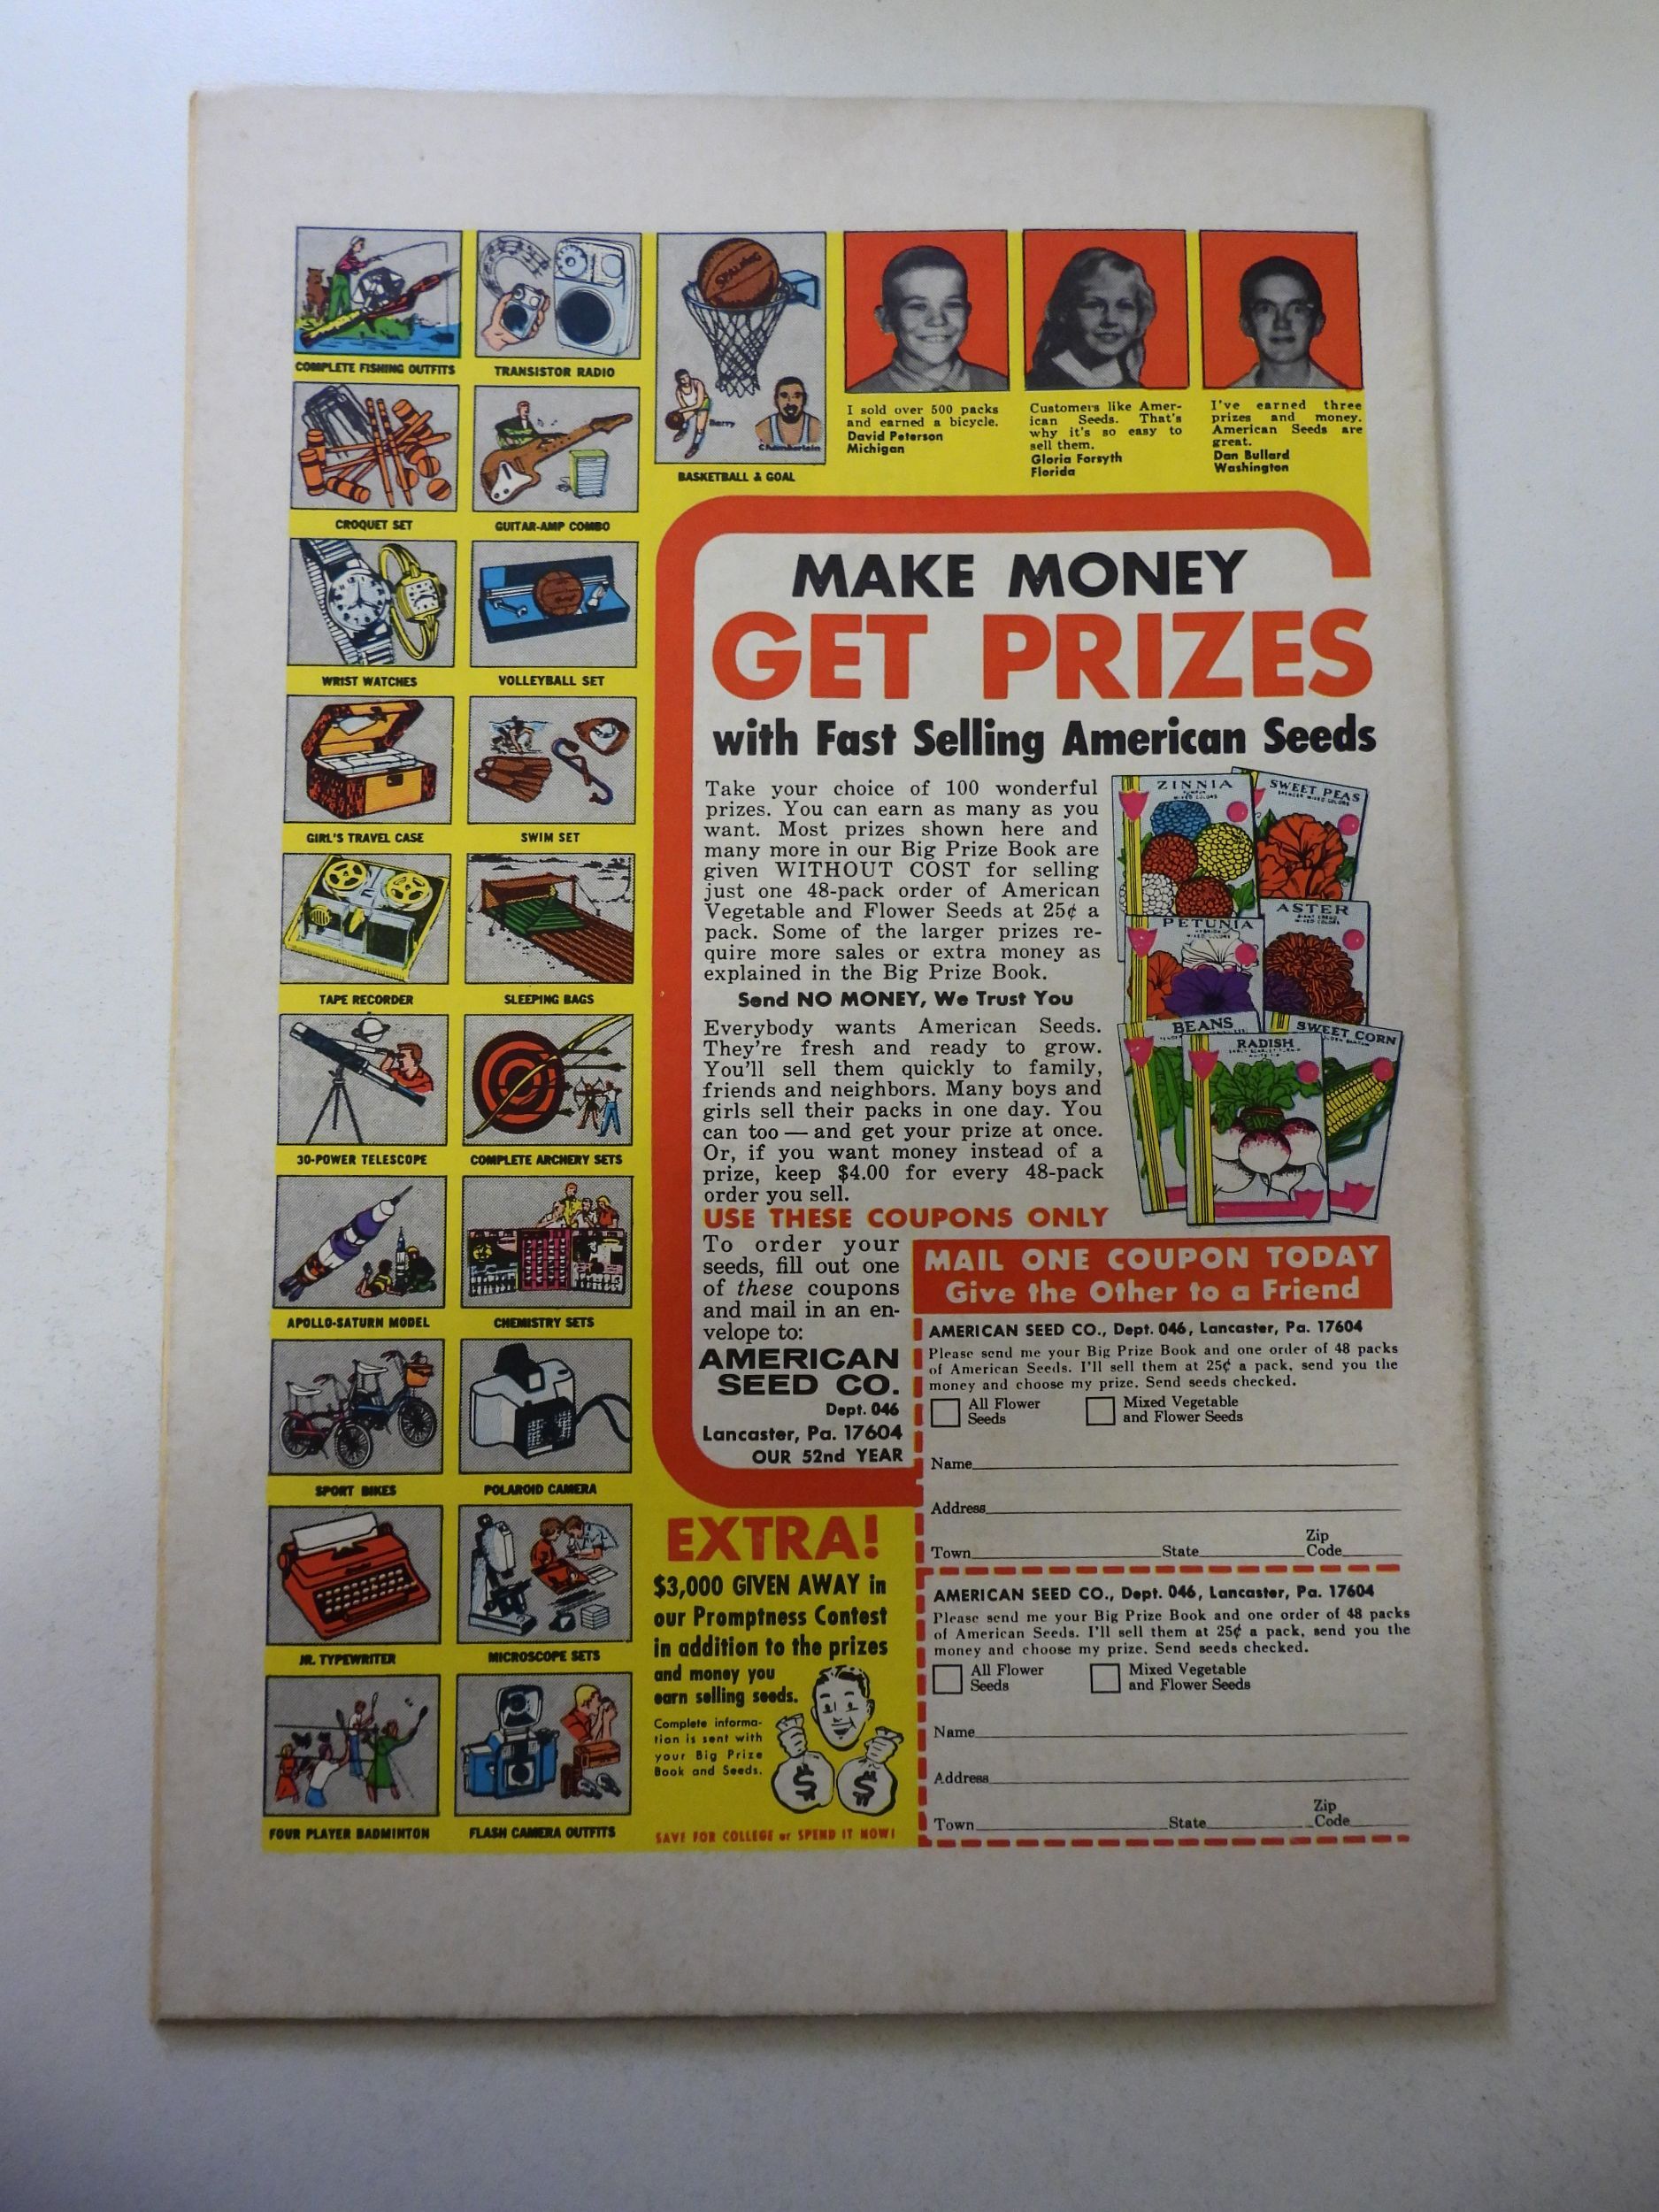 COMPLETE FISHING OUTFITS
TRANSISTOR RADIO
SPALDING
Barry
Chamberlain
BASKETBALL & GOAL
I sold over 500 packs
and earned a bicycle.
David Peterson
Michigan
Customers like Amer-
ican Seeds. That's
why it's so easy to
sell them.
Gloria Forsyth
Florida
I've earned three
prizes and money.
American Seeds are
great.
Dan Bullard
Washington
CROQUET SET
GUITAR-AMP COMBO
WRIST WATCHES
VOLLEYBALL SET
GIRL'S TRAVEL CASE
SWIM SET
TAPE RECORDER
SLEEPING BAGS
30-POWER TELESCOPE
COMPLETE ARCHERY SETS
APOLLO-SATURN MODEL
CHEMISTRY SETS
SPORT BIKES
POLAROID CAMERA
JR. TYPEWRITER
MICROSCOPE SETS
FOUR PLAYER BADMINTON
FLASH CAMERA OUTFITS
MAKE MONEY
GET PRIZES
with Fast Selling American Seeds
Take your choice of 100 wonderful
prizes. You can earn as many as you
want. Most prizes shown here and
many more in our Big Prize Book are
given WITHOUT COST for selling
just one 48-pack order of American
Vegetable and Flower Seeds at 25¢ a
pack. Some of the larger prizes re-
quire more sales or extra money as
explained in the Big Prize Book.
Send NO MONEY, We Trust You
Everybody wants American Seeds.
They're fresh and ready to grow.
You'll sell them quickly to family,
friends and neighbors. Many boys and
girls sell their packs in one day. You
can too — and get your prize at once.
Or, if you want money instead of a
prize, keep $4.00 for every 48-pack
order you sell.
ZINNIA
MIXED COLORS
SWEET PEAS
SPENCER MIXED COLORS
PETUNIA
MIXED COLORS
ASTER
MIXED COLORS
BEANS
RADISH
SWEET CORN
USE THESE COUPONS ONLY
To order your
seeds, fill out one
of these coupons
and mail in an en-
velope to:
AMERICAN
SEED CO.
Dept. 046
Lancaster, Pa. 17604
OUR 52nd YEAR
MAIL ONE COUPON TODAY
Give the Other to a Friend
AMERICAN SEED CO., Dept. 046, Lancaster, Pa. 17604
Please send me your Big Prize Book and one order of 48 packs
of American Seeds. I'll sell them at 25¢ a pack, send you the
money and choose my prize. Send seeds checked.
All Flower
Seeds
Mixed Vegetable
and Flower Seeds
Name
Address
Town State Zip Code
AMERICAN SEED CO., Dept. 046, Lancaster, Pa. 17604
Please send me your Big Prize Book and one order of 48 packs
of American Seeds. I'll sell them at 25¢ a pack, send you the
money and choose my prize. Send seeds checked.
All Flower
Seeds
Mixed Vegetable
and Flower Seeds
Name
Address
Town State Zip Code
EXTRA!
$3,000 GIVEN AWAY in
our Promptness Contest
in addition to the prizes
and money you
earn selling seeds.
Complete informa-
tion is sent with
your Big Prize
Book and Seeds.
$ $
SAVE FOR COLLEGE or SPEND IT NOW!